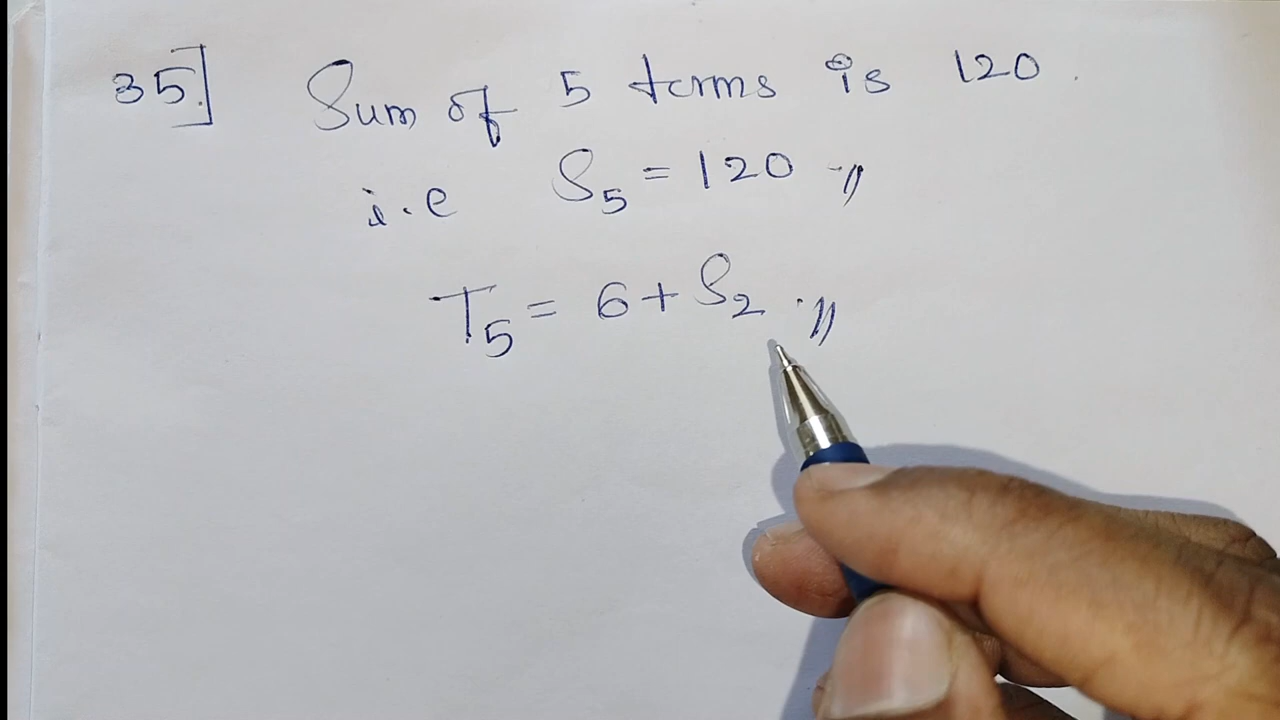 35.] Sum of 5 terms is 120.
i.e S₅ = 120 .,,
T₅ = 6 + S₂ .,,